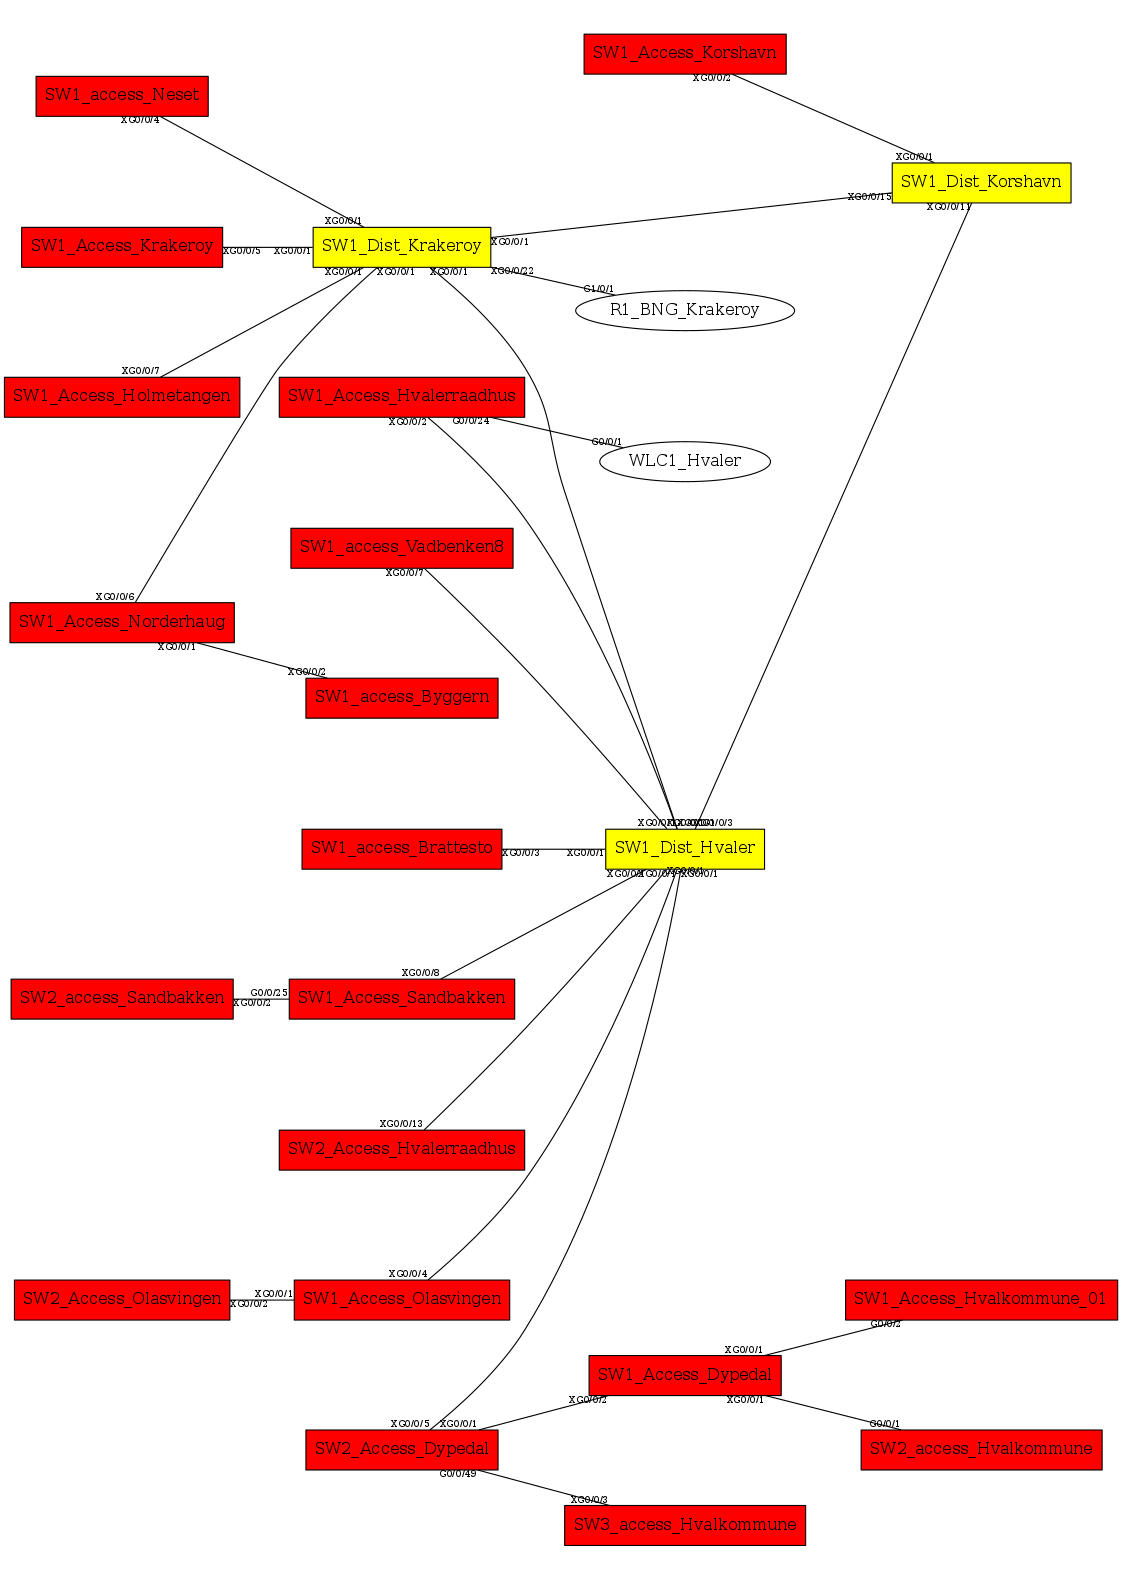 SW1_Access_Korshavn
XG0/0/2
SW1_access_Neset
XG0/0/4
XG0/0/1
SW1_Dist_Korshavn
XG0/0/15
XG0/0/11
XG0/0/1
SW1_Access_Krakeroy
XG0/0/5
XG0/0/1
SW1_Dist_Krakeroy
XG0/0/1
XG0/0/1
XG0/0/1
XG0/0/1
XG0/0/22
G1/0/1
R1_BNG_Krakeroy
XG0/0/7
SW1_Access_Holmetangen
SW1_Access_Hvalerraadhus
XG0/0/2
G0/0/24
G0/0/1
WLC1_Hvaler
SW1_access_Vadbenken8
XG0/0/7
XG0/0/6
SW1_Access_Norderhaug
XG0/0/1
XG0/0/2
SW1_access_Byggern
SW1_access_Brattesto
XG0/0/3
XG0/0/1
SW1_Dist_Hvaler
XG0/0/1
XG0/0/8
SW2_access_Sandbakken
XG0/0/2
G0/0/25
SW1_Access_Sandbakken
XG0/0/13
SW2_Access_Hvalerraadhus
XG0/0/4
SW2_Access_Olasvingen
XG0/0/2
XG0/0/1
SW1_Access_Olasvingen
SW1_Access_Hvalkommune_01
G0/0/2
XG0/0/1
SW1_Access_Dypedal
XG0/0/2
XG0/0/1
XG0/0/5
XG0/0/1
SW2_Access_Dypedal
G0/0/49
G0/0/1
SW2_access_Hvalkommune
XG0/0/3
SW3_access_Hvalkommune